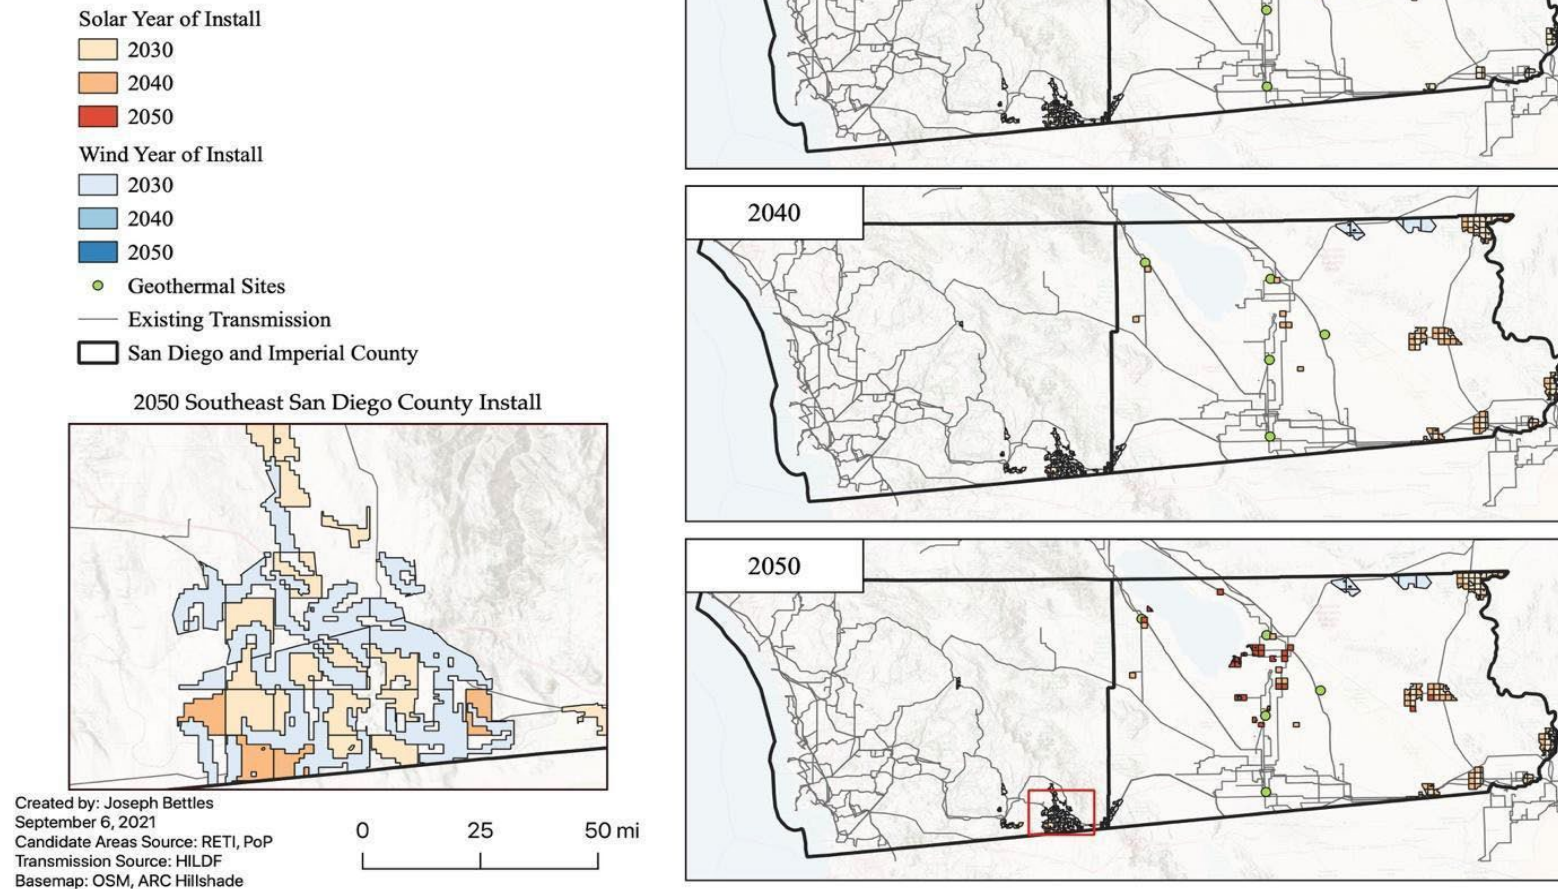 Solar Year of Install
2030
2040
2050
Wind Year of Install
2030
2040
2050
Geothermal Sites
Existing Transmission
San Diego and Imperial County
2050 Southeast San Diego County Install
Created by: Joseph Bettles
September 6, 2021
Candidate Areas Source: RETI, PoP
Transmission Source: HILDF
Basemap: OSM, ARC Hillshade
0 25 50 mi
2040
2050